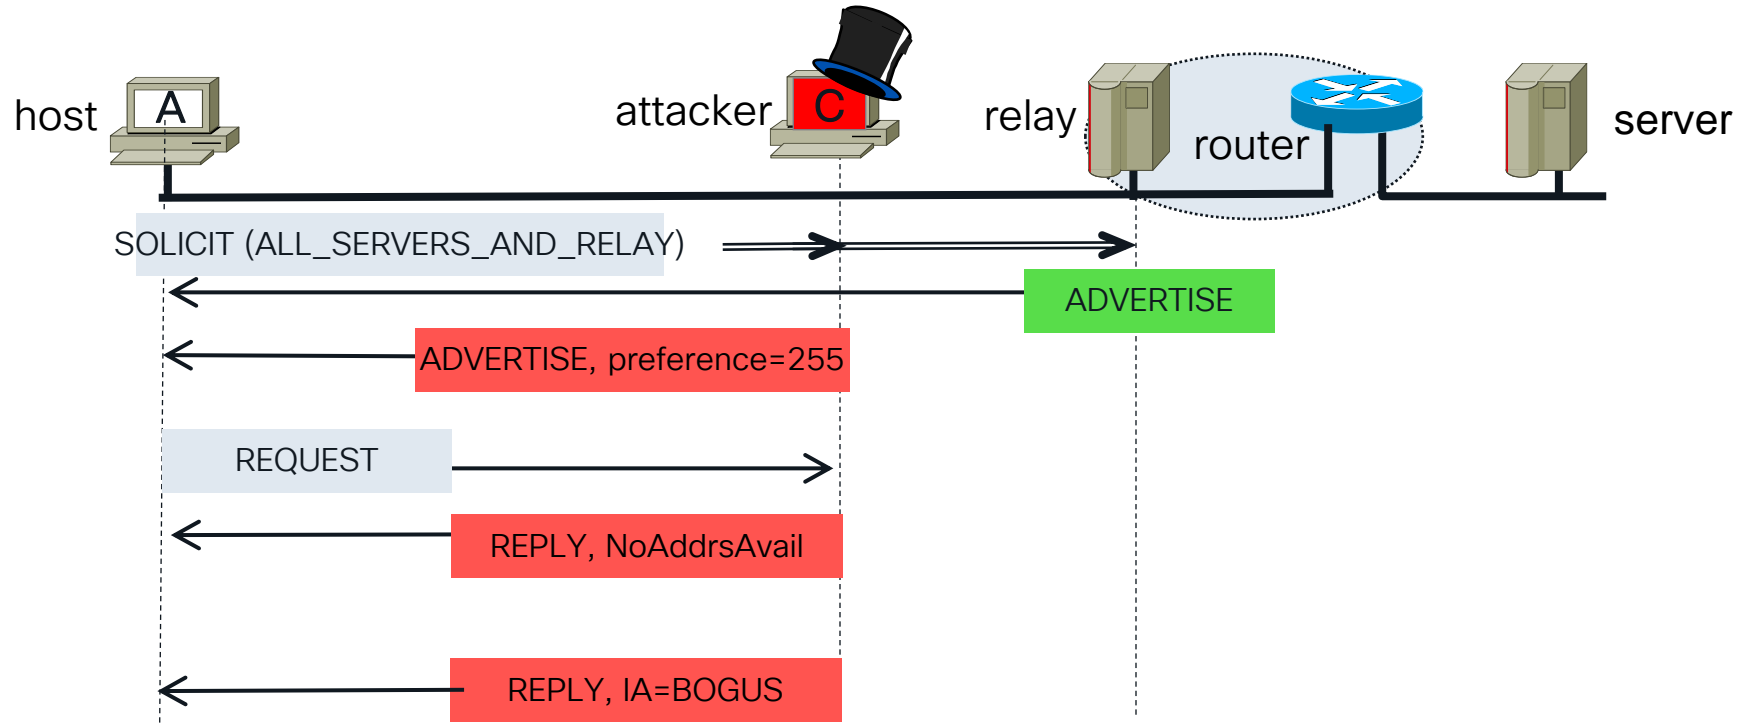 host
A
attacker
C
relay
router
server
SOLICIT (ALL_SERVERS_AND_RELAY)
ADVERTISE
ADVERTISE, preference=255
REQUEST
REPLY, NoAddrsAvail
REPLY, IA=BOGUS